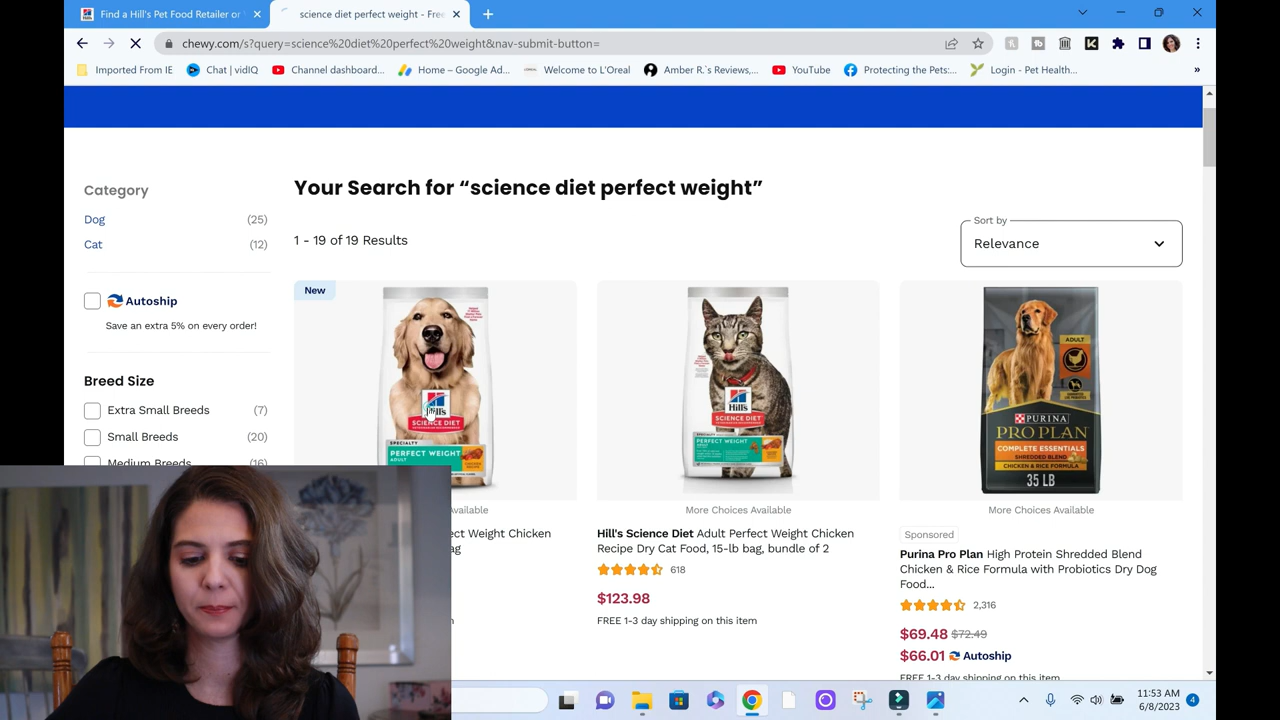 Find a Hill's Pet Food Retailer or
science diet perfect weight - Free
chewy.com/s?query=science%20diet%20perfect%20weight&nav-submit-button=
Imported From IE
Chat | vidIQ
Channel dashboard...
Home – Google Ad...
Welcome to L'Oreal
Amber R.`s Reviews,...
YouTube
Protecting the Pets:...
Login - Pet Health...
»
Category
Dog (25)
Cat (12)
Autoship
Save an extra 5% on every order!
Breed Size
Extra Small Breeds (7)
Small Breeds (20)
Medium Breeds (16)
Your Search for “science diet perfect weight”
1 - 19 of 19 Results
Sort by
Relevance
New
Hill's
SCIENCE DIET
SPECIALTY
PERFECT WEIGHT
ADULT
Available
ct Weight Chicken
ag
Hill's
SCIENCE DIET
PERFECT WEIGHT
More Choices Available
Hill's Science Diet Adult Perfect Weight Chicken
Recipe Dry Cat Food, 15-lb bag, bundle of 2
618
$123.98
FREE 1-3 day shipping on this item
ADULT
PURINA
PRO PLAN
COMPLETE ESSENTIALS
SHREDDED BLEND
CHICKEN & RICE FORMULA
35 LB
More Choices Available
Sponsored
Purina Pro Plan High Protein Shredded Blend
Chicken & Rice Formula with Probiotics Dry Dog
Food...
2,316
$69.48 $72.49
$66.01 Autoship
FREE 1-3 day shipping on this item
11:53 AM
6/8/2023
4